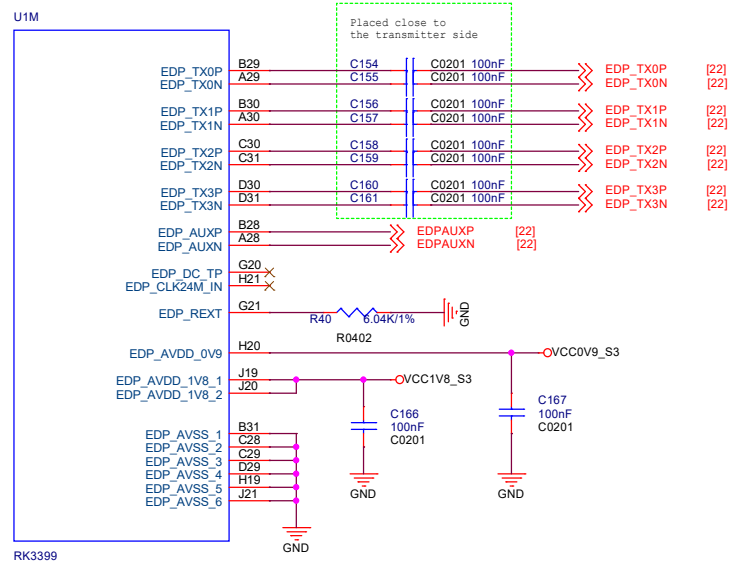 U1M
Placed close to
the transmitter side
EDP_TX0P B29 C154 C0201 100nF EDP_TX0P [22]
EDP_TX0N A29 C155 C0201 100nF EDP_TX0N [22]
EDP_TX1P B30 C156 C0201 100nF EDP_TX1P [22]
EDP_TX1N A30 C157 C0201 100nF EDP_TX1N [22]
EDP_TX2P C30 C158 C0201 100nF EDP_TX2P [22]
EDP_TX2N C31 C159 C0201 100nF EDP_TX2N [22]
EDP_TX3P D30 C160 C0201 100nF EDP_TX3P [22]
EDP_TX3N D31 C161 C0201 100nF EDP_TX3N [22]
EDP_AUXP B28 EDPAUXP [22]
EDP_AUXN A28 EDPAUXN [22]
EDP_DC_TP G20
EDP_CLK24M_IN H21
EDP_REXT G21 R40 6.04K/1% GND
R0402
EDP_AVDD_0V9 H20 VCC0V9_S3
EDP_AVDD_1V8_1 J19 VCC1V8_S3
EDP_AVDD_1V8_2 J20
C166
100nF
C0201
GND
C167
100nF
C0201
GND
EDP_AVSS_1 B31
EDP_AVSS_2 C28
EDP_AVSS_3 C29
EDP_AVSS_4 D29
EDP_AVSS_5 H19
EDP_AVSS_6 J21
GND
RK3399